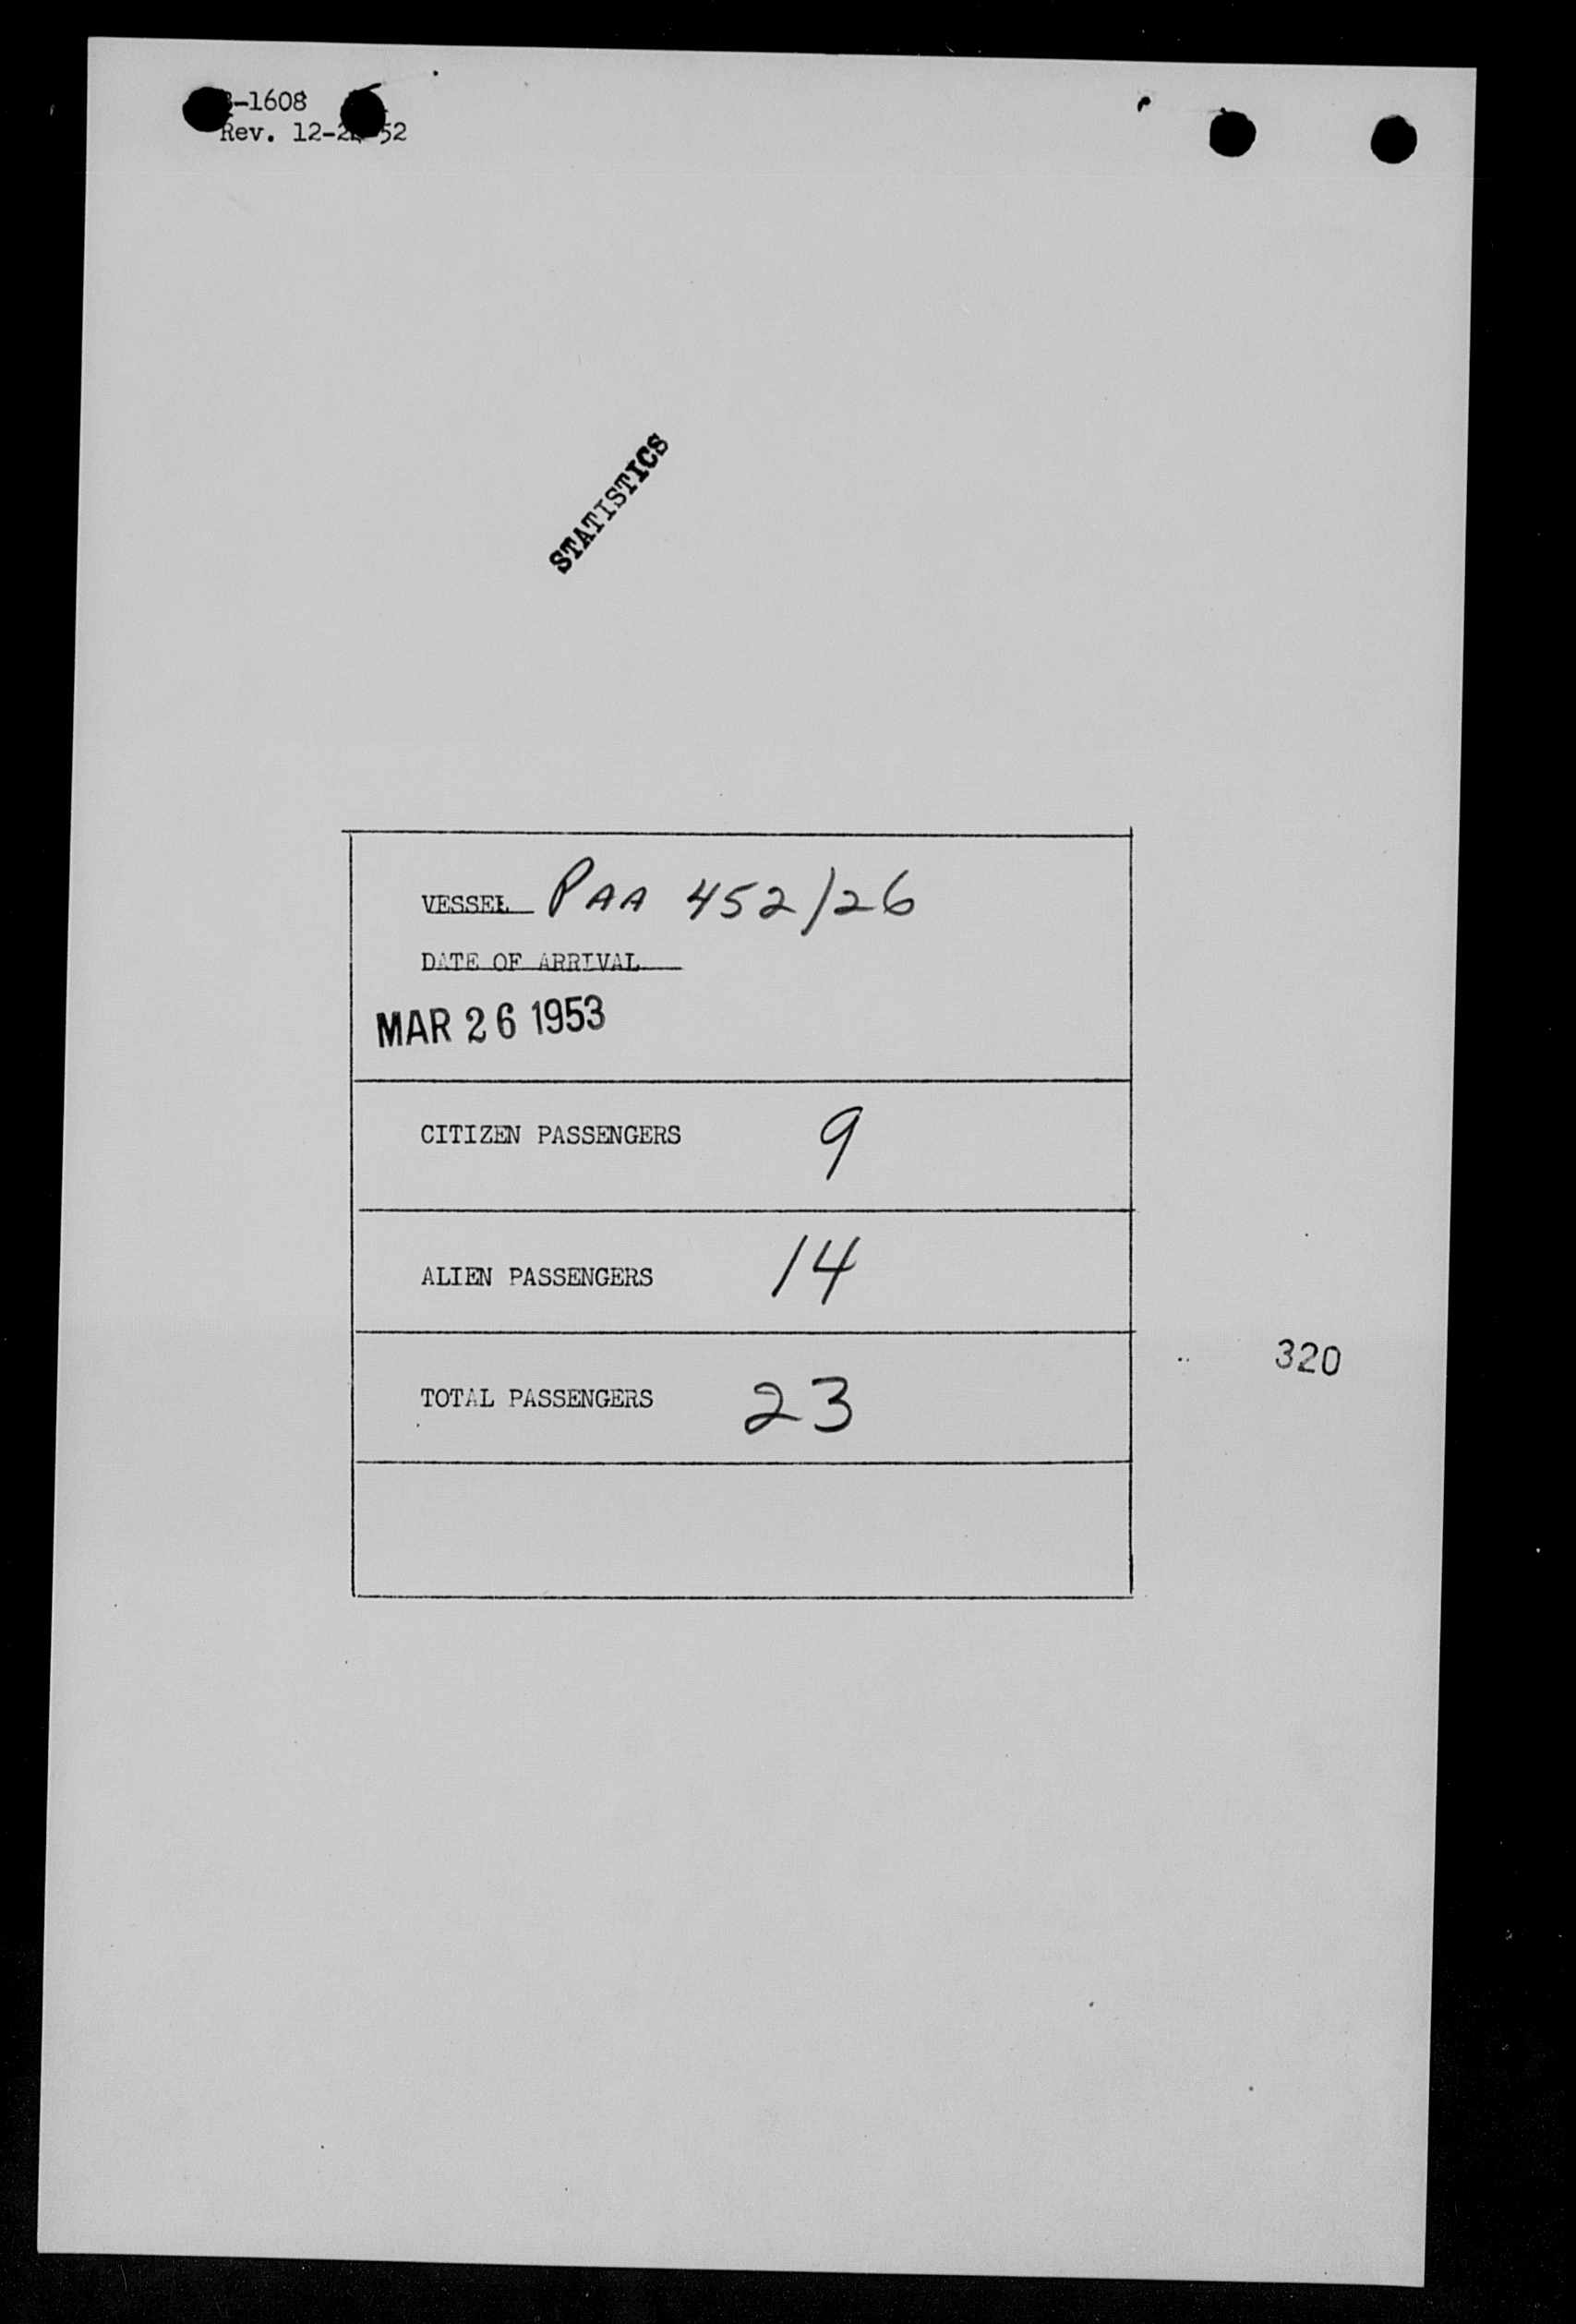 -1608
Rev. 12-2 52
STATISTICS
VESSEL PAA 452/26
DATE OF ARRIVAL
MAR 26 1953
CITIZEN PASSENGERS 9
ALIEN PASSENGERS 14
320
TOTAL PASSENGERS 23